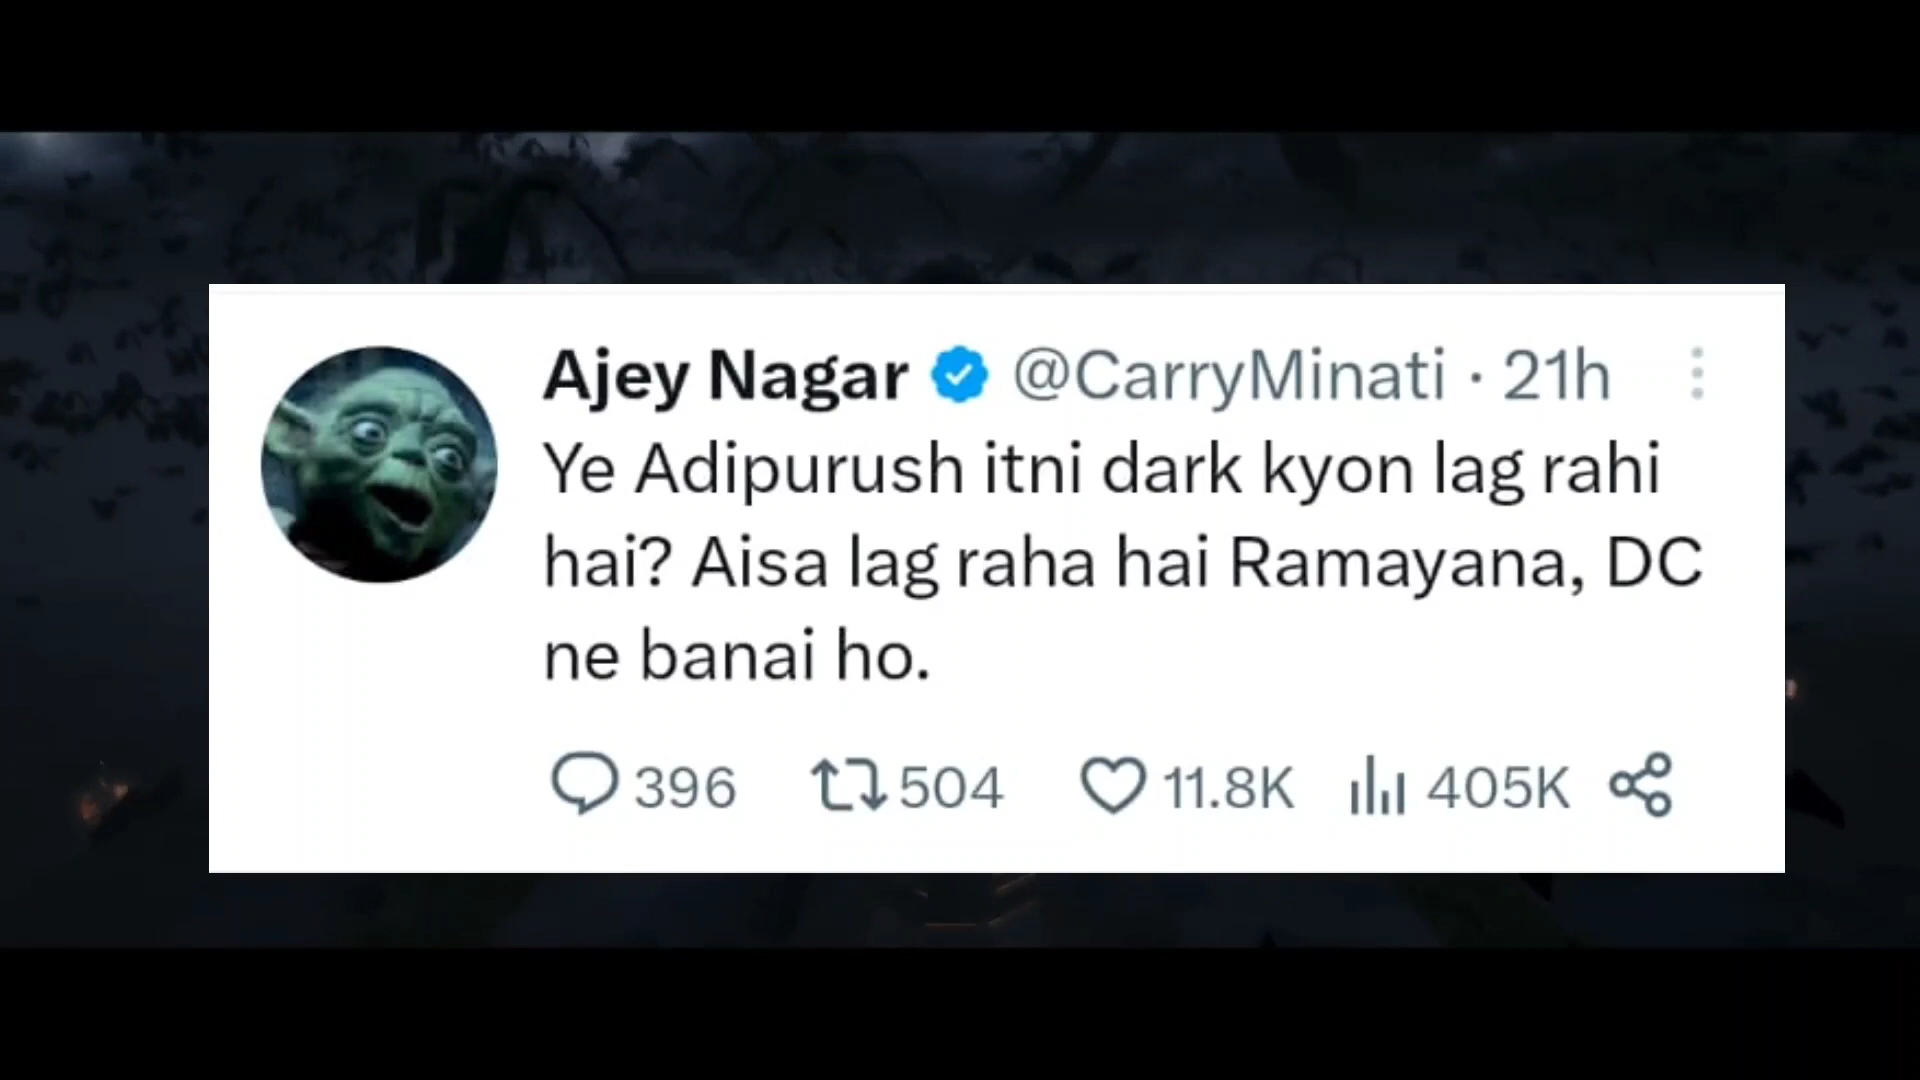 Ajey Nagar @CarryMinati · 21h
Ye Adipurush itni dark kyon lag rahi
hai? Aisa lag raha hai Ramayana, DC
ne banai ho.
396 504 11.8K 405K